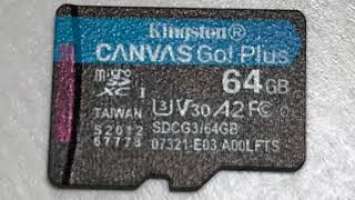 Kingston
CANVAS Go! Plus
micro SD XC I 64GB
TAIWAN U3 V30 A2 FC
S2012 SDCG3/64GB
67778 07321-E03 A00LFTS